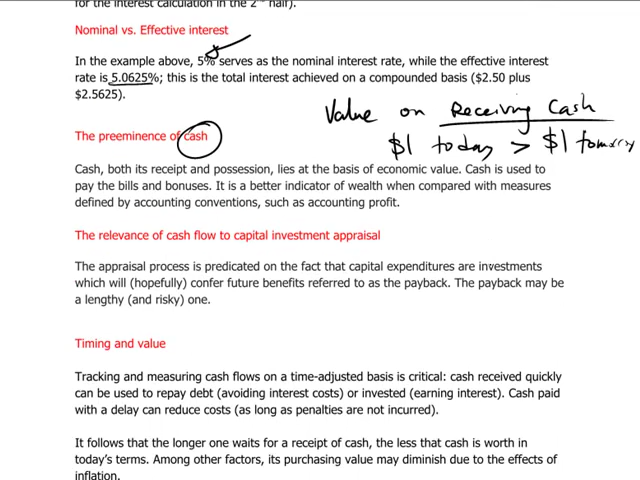 for the interest calculation in the 2nd half).
Nominal vs. Effective interest
In the example above, 5% serves as the nominal interest rate, while the effective interest
rate is 5.0625%; this is the total interest achieved on a compounded basis ($2.50 plus
$2.5625).
Value on Receiving Cash
$1 today > $1 tomorrow
The preeminence of cash
Cash, both its receipt and possession, lies at the basis of economic value. Cash is used to
pay the bills and bonuses. It is a better indicator of wealth when compared with measures
defined by accounting conventions, such as accounting profit.
The relevance of cash flow to capital investment appraisal
The appraisal process is predicated on the fact that capital expenditures are investments
which will (hopefully) confer future benefits referred to as the payback. The payback may be
a lengthy (and risky) one.
Timing and value
Tracking and measuring cash flows on a time-adjusted basis is critical: cash received quickly
can be used to repay debt (avoiding interest costs) or invested (earning interest). Cash paid
with a delay can reduce costs (as long as penalties are not incurred).
It follows that the longer one waits for a receipt of cash, the less that cash is worth in
today's terms. Among other factors, its purchasing value may diminish due to the effects of
inflation.